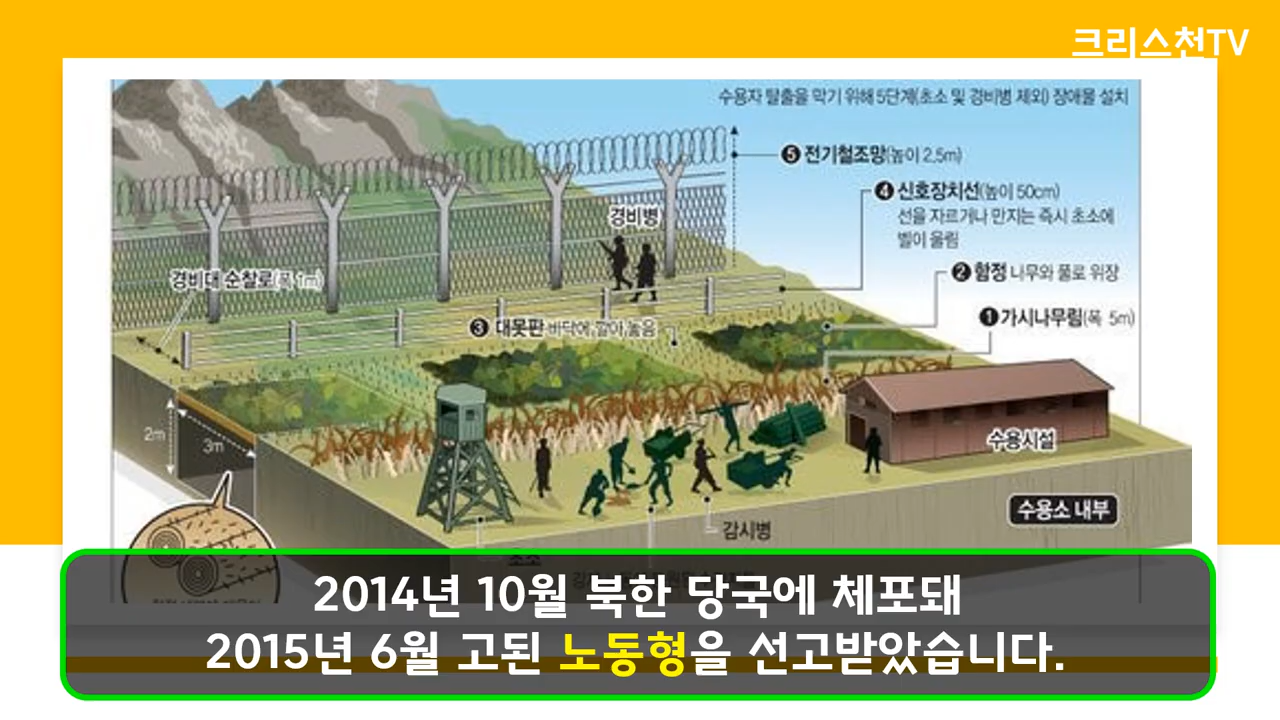 크리스천TV
수용자 탈출을 막기 위해 5단계(초소 및 경비병 제외) 장애물 설치
❺ 전기철조망(높이 2.5m)
❹ 신호장치선(높이 50cm)
선을 자르거나 만지는 즉시 초소에
벨이 울림
경비병
❷ 함정 나무와 풀로 위장
경비대 순찰로(폭 1m)
❶ 가시나무림(폭 5m)
❸ 대못판 바닥에 깔아 놓음
2m
3m
수용시설
수용소 내부
감시병
초소
2014년 10월 북한 당국에 체포돼
2015년 6월 고된 노동형을 선고받았습니다.